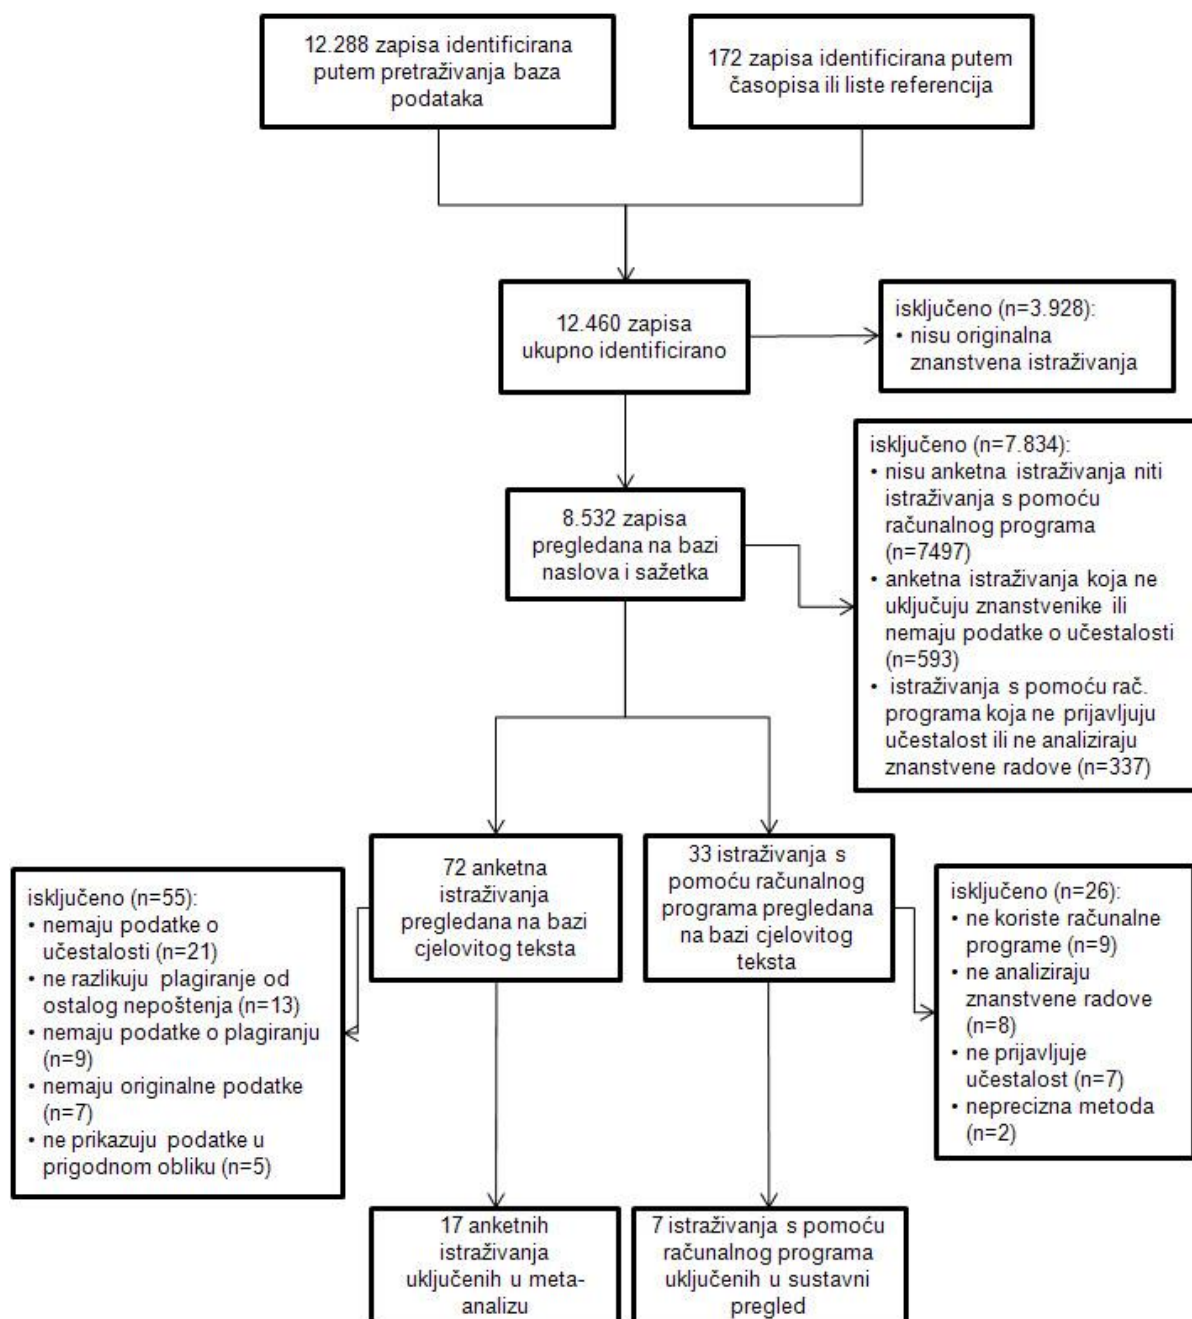 12.288 zapisa identificirana
putem pretraživanja baza
podataka
172 zapisa identificirana putem
časopisa ili liste referencija
12.460 zapisa
ukupno identificirano
isključeno (n=3.928):
• nisu originalna
znanstvena istraživanja
8.532 zapisa
pregledana na bazi
naslova i sažetka
isključeno (n=7.834):
• nisu anketna istraživanja niti
istraživanja s pomoću
računalnog programa
(n=7497)
• anketna istraživanja koja ne
uključuju znanstvenike ili
nemaju podatke o učestalosti
(n=593)
• istraživanja s pomoću rač.
programa koja ne prijavljuju
učestalost ili ne analiziraju
znanstvene radove (n=337)
72 anketna
istraživanja
pregledana na bazi
cjelovitog teksta
33 istraživanja s
pomoću računalnog
programa pregledana
na bazi cjelovitog
teksta
isključeno (n=55):
• nemaju podatke o
učestalosti (n=21)
• ne razlikuju plagiranje od
ostalog nepoštenja (n=13)
• nemaju podatke o plagiranju
(n=9)
• nemaju originalne podatke
(n=7)
• ne prikazuju podatke u
prigodnom obliku (n=5)
isključeno (n=26):
• ne koriste računalne
programe (n=9)
• ne analiziraju
znanstvene radove
(n=8)
• ne prijavljuje
učestalost (n=7)
• neprecizna metoda
(n=2)
17 anketnih
istraživanja
uključenih u meta-
analizu
7 istraživanja s pomoću
računalnog programa
uključenih u sustavni
pregled